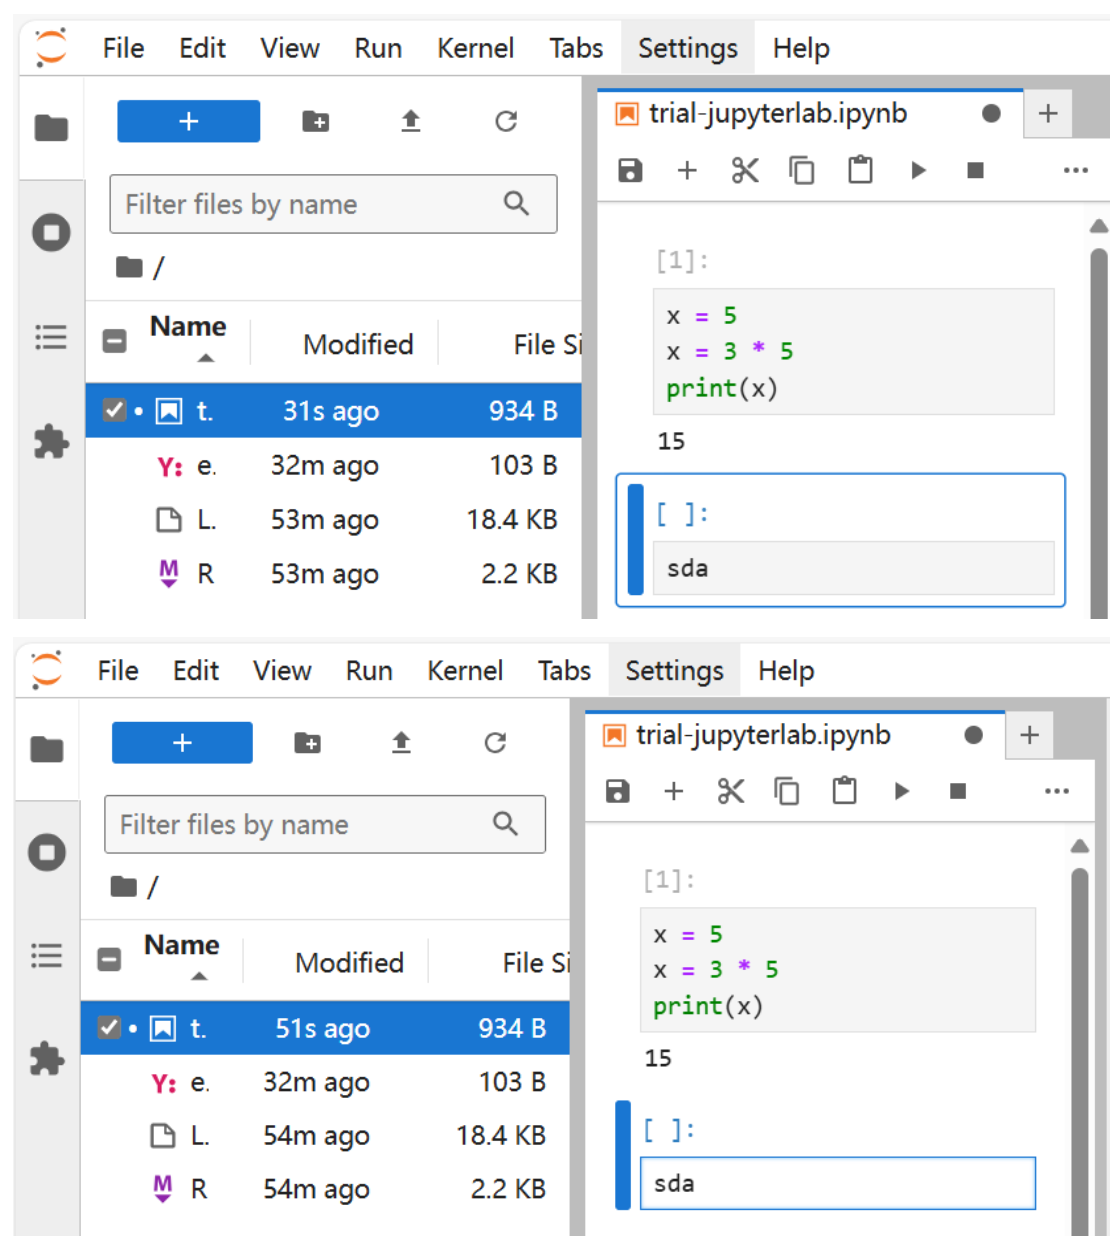 File Edit View Run Kernel Tabs Settings Help
+
trial-jupyterlab.ipynb
Filter files by name
/
Name Modified File Si
t. 31s ago 934 B
Y: e. 32m ago 103 B
L. 53m ago 18.4 KB
M R 53m ago 2.2 KB
[1]:
x = 5
x = 3 * 5
print(x)
15
[ ]:
sda
File Edit View Run Kernel Tabs Settings Help
+
trial-jupyterlab.ipynb
Filter files by name
/
Name Modified File Si
t. 51s ago 934 B
Y: e. 32m ago 103 B
L. 54m ago 18.4 KB
M R 54m ago 2.2 KB
[1]:
x = 5
x = 3 * 5
print(x)
15
[ ]:
sda